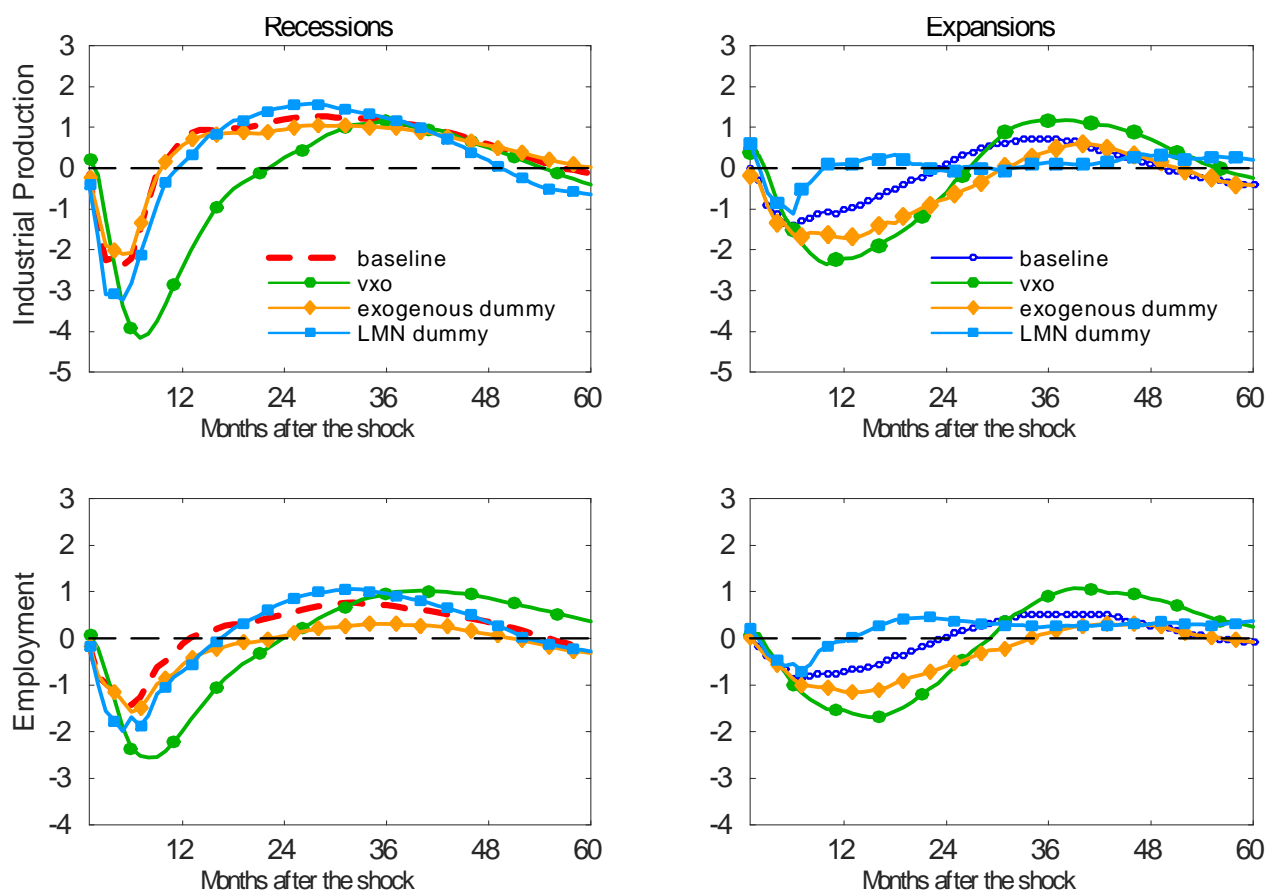 Recessions
Industrial Production
3
2
1
0
-1
-2
-3
-4
-5
baseline
vxo
exogenous dummy
LMN dummy
12 24 36 48 60
Months after the shock
Expansions
3
2
1
0
-1
-2
-3
-4
-5
baseline
vxo
exogenous dummy
LMN dummy
12 24 36 48 60
Months after the shock
Employment
3
2
1
0
-1
-2
-3
-4
12 24 36 48 60
Months after the shock
3
2
1
0
-1
-2
-3
-4
12 24 36 48 60
Months after the shock